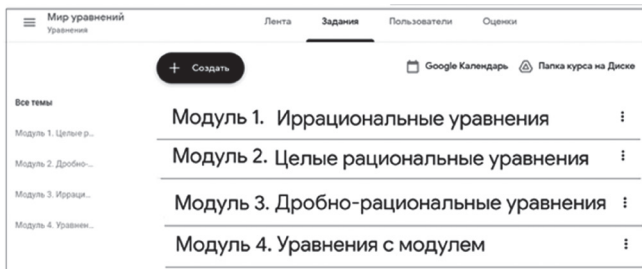 Мир уравнений
Уравнения
Лента Задания Пользователи Оценки
+ Создать
Google Календарь Папка курса на Диске
Все темы
Модуль 1. Целые р...
Модуль 2. Дробно-...
Модуль 3. Ирраци...
Модуль 4. Уравнен...
Модуль 1. Иррациональные уравнения
Модуль 2. Целые рациональные уравнения
Модуль 3. Дробно-рациональные уравнения
Модуль 4. Уравнения с модулем